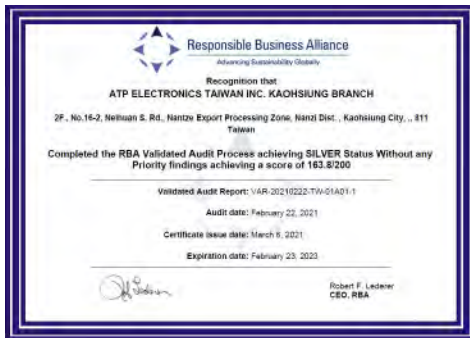 Responsible Business Alliance
Advancing Sustainability Globally
Recognition that
ATP ELECTRONICS TAIWAN INC. KAOHSIUNG BRANCH
2F., No.16-2, Neihuan S. Rd., Nantze Export Processing Zone, Nanzi Dist., Kaohsiung City, ., 811
Taiwan
Completed the RBA Validated Audit Process achieving SILVER Status Without any
Priority findings achieving a score of 163.8/200
Validated Audit Report: VAR-20210222-TW-01A01-1
Audit date: February 22, 2021
Certificate issue date: March 8, 2021
Expiration date: February 23, 2023
Robert F. Lederer
CEO, RBA